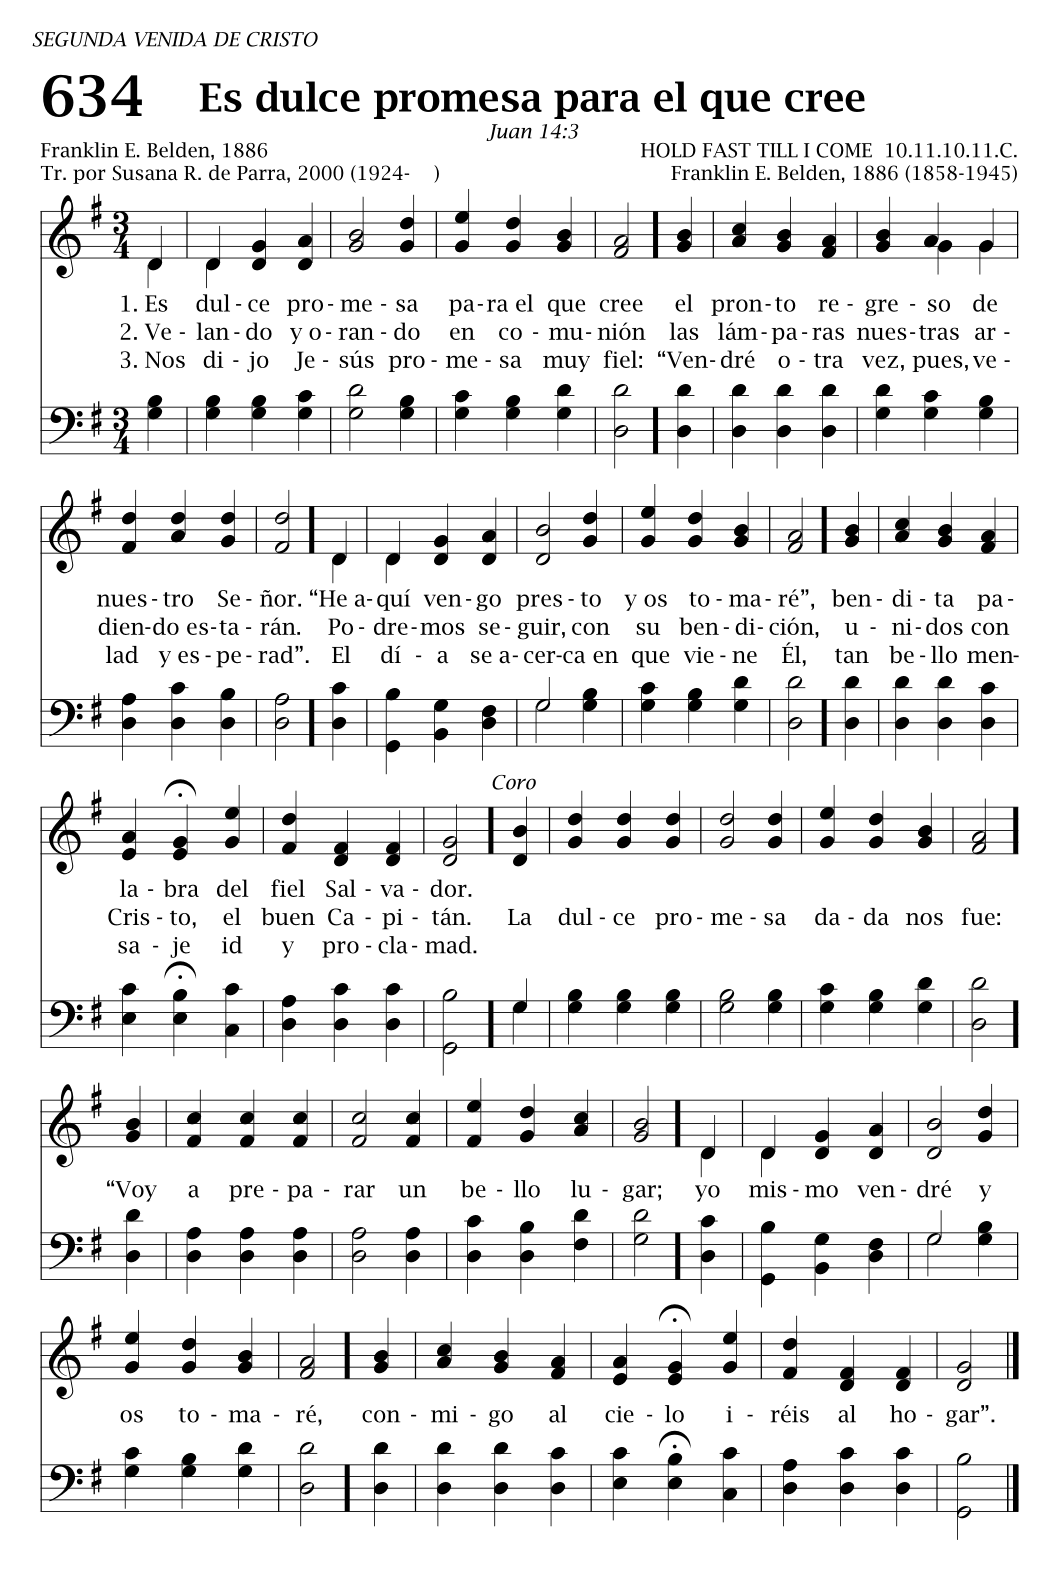 SEGUNDA VENIDA DE CRISTO
634 Es dulce promesa para el que cree
Juan 14:3
Franklin E. Belden, 1886 HOLD FAST TILL I COME 10.11.10.11.C.
Tr. por Susana R. de Parra, 2000 (1924- ) Franklin E. Belden, 1886 (1858-1945)
1. Es dul - ce pro - me - sa pa - ra el que cree el pron - to re - gre - so de
2. Ve - lan - do y o - ran - do en co - mu - nión las lám - pa - ras nues - tras ar -
3. Nos di - jo Je - sús pro - me - sa muy fiel: “Ven - dré o - tra vez, pues, ve -
nues - tro Se - ñor. “He a - quí ven - go pres - to y os to - ma - ré”, ben - di - ta pa -
dien - do es - ta - rán. Po - dre - mos se - guir, con su ben - di - ción, u - ni - dos con
lad y es - pe - rad”. El dí - a se a - cer - ca en que vie - ne Él, tan be - llo men -
Coro
la - bra del fiel Sal - va - dor.
Cris - to, el buen Ca - pi - tán. La dul - ce pro - me - sa da - da nos fue:
sa - je id y pro - cla - mad.
“Voy a pre - pa - rar un be - llo lu - gar; yo mis - mo ven - dré y
os to - ma - ré, con - mi - go al cie - lo i - réis al ho - gar”.